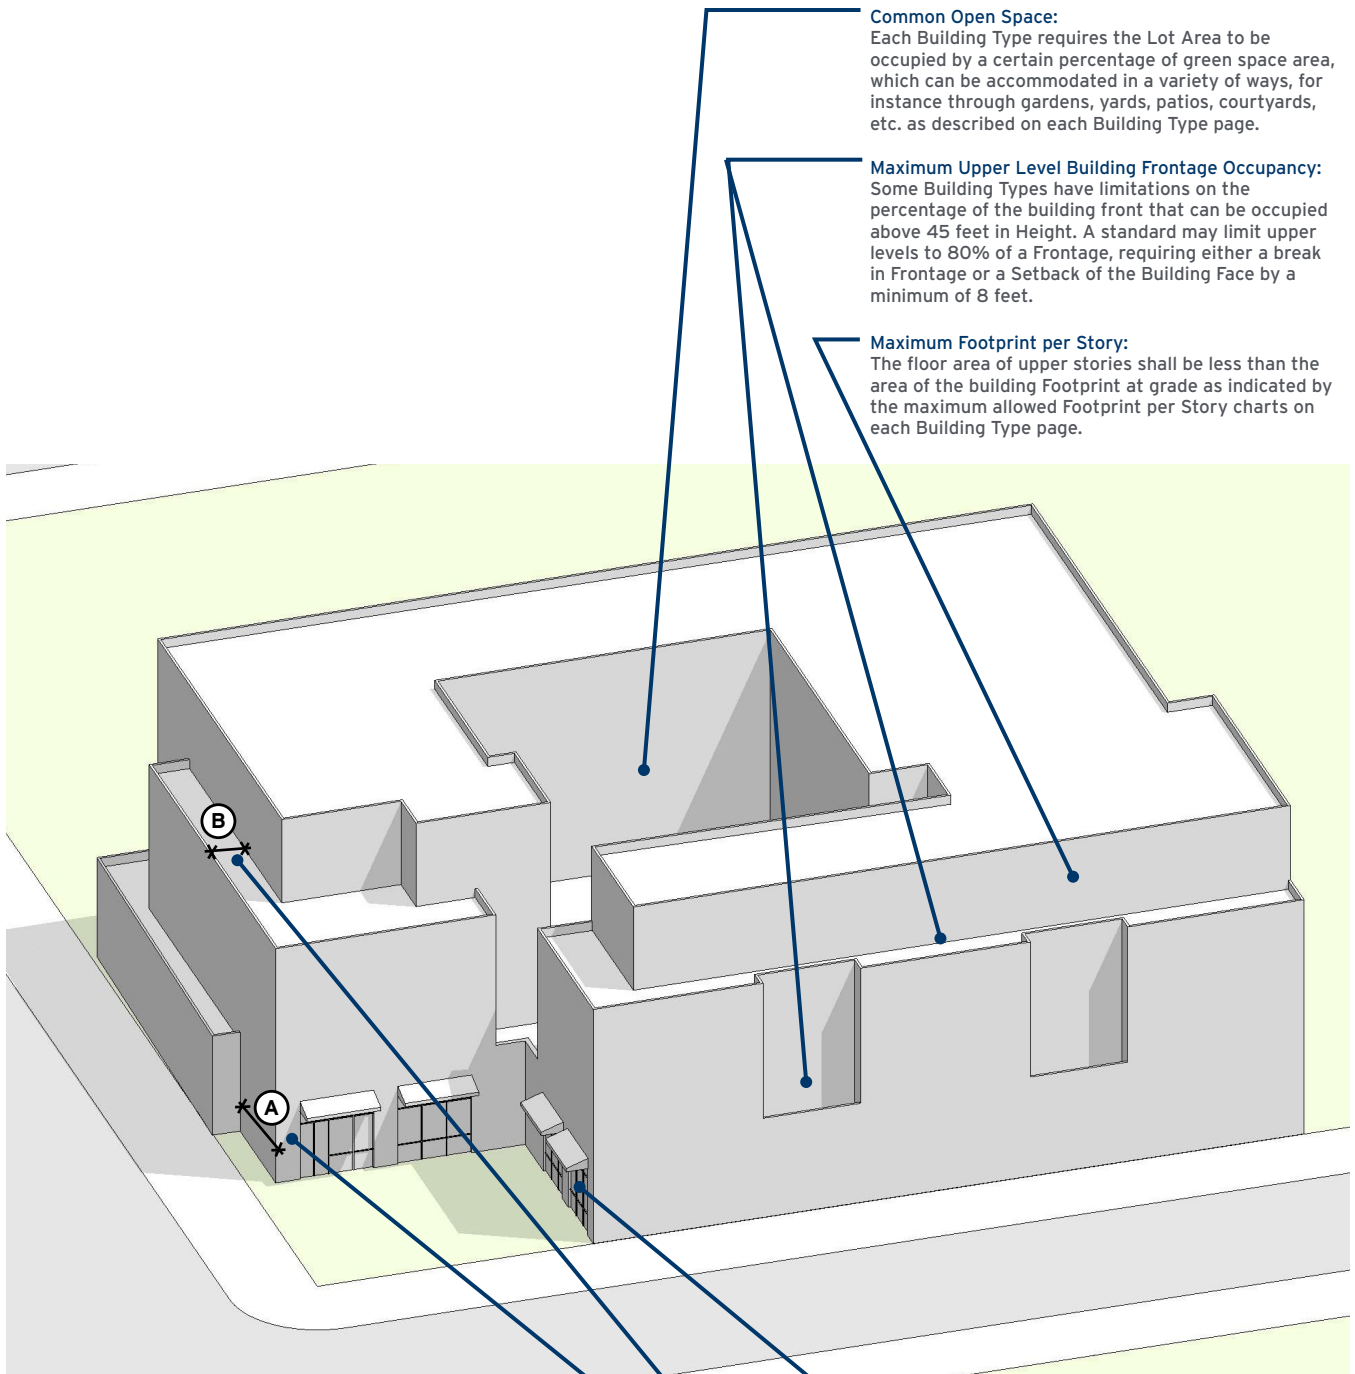 Common Open Space:
Each Building Type requires the Lot Area to be
occupied by a certain percentage of green space area,
which can be accommodated in a variety of ways, for
instance through gardens, yards, patios, courtyards,
etc. as described on each Building Type page.
Maximum Upper Level Building Frontage Occupancy:
Some Building Types have limitations on the
percentage of the building front that can be occupied
above 45 feet in Height. A standard may limit upper
levels to 80% of a Frontage, requiring either a break
in Frontage or a Setback of the Building Face by a
minimum of 8 feet.
Maximum Footprint per Story:
The floor area of upper stories shall be less than the
area of the building Footprint at grade as indicated by
the maximum allowed Footprint per Story charts on
each Building Type page.
B
A